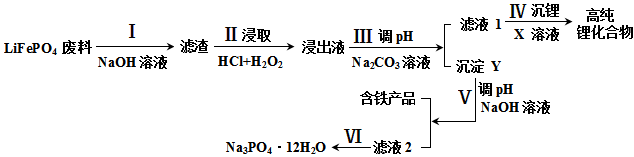 LiFePO₄ 废料
Ⅰ
NaOH 溶液
滤渣
Ⅱ 浸取
HCl+H₂O₂
浸出液
Ⅲ 调 pH
Na₂CO₃ 溶液
滤液 1
Ⅳ 沉锂
X 溶液
高纯
锂化合物
沉淀 Y
Ⅴ 调pH
NaOH 溶液
含铁产品
滤液 2
Ⅵ
Na₃PO₄・12H₂O